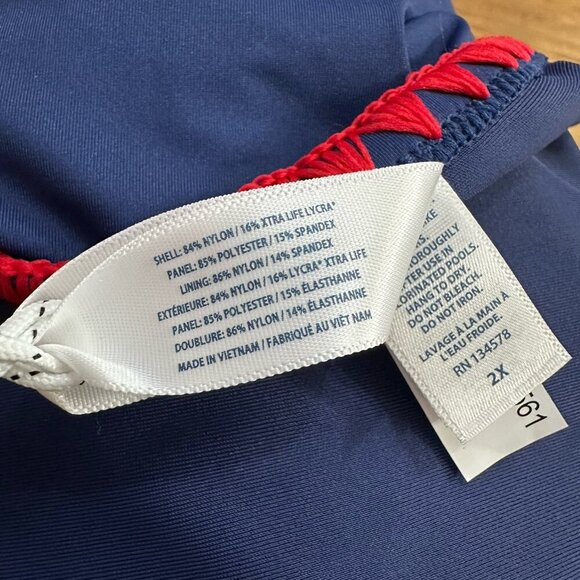 SHELL: 84% NYLON / 16% XTRA LIFE LYCRA®
PANEL: 85% POLYESTER / 15% SPANDEX
LINING: 86% NYLON / 14% SPANDEX
EXTÉRIEURE: 84% NYLON / 16% LYCRA® XTRA LIFE
PANEL: 85% POLYESTER / 15% ÉLASTHANNE
DOUBLURE: 86% NYLON / 14% ÉLASTHANNE
MADE IN VIETNAM / FABRIQUÉ AU VIÊT NAM
THOROUGHLY
USE IN
POOLS.
HANG TO DRY.
DO NOT BLEACH.
DO NOT IRON.
LAVAGE À LA MAIN À
L'EAU FROIDE.
RN 134578
2X
561